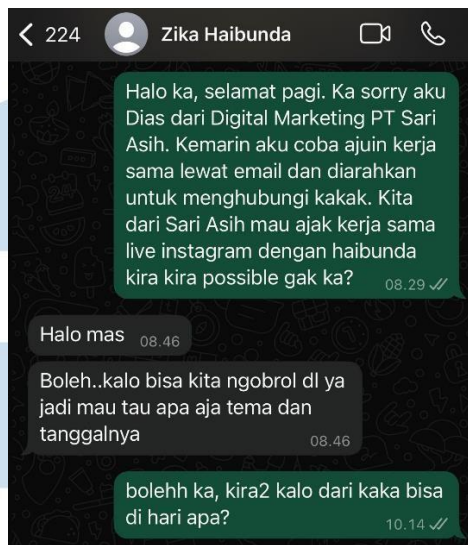 224
Zika Haibunda
Halo ka, selamat pagi. Ka sorry aku
Dias dari Digital Marketing PT Sari
Asih. Kemarin aku coba ajuin kerja
sama lewat email dan diarahkan
untuk menghubungi kakak. Kita
dari Sari Asih mau ajak kerja sama
live instagram dengan haibunda
kira kira possible gak ka?
08.29
Halo mas
08.46
Boleh..kalo bisa kita ngobrol dl ya
jadi mau tau apa aja tema dan
tanggalnya
08.46
bolehh ka, kira2 kalo dari kaka bisa
di hari apa?
10.14